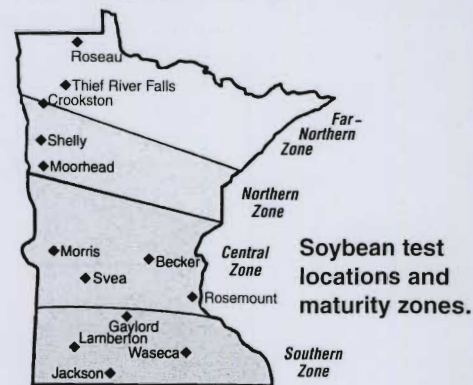 Roseau
Thief River Falls
Crookston
Far-
Northern
Zone
Shelly
Moorhead
Northern
Zone
Morris
Becker
Central
Zone
Svea
Rosemount
Soybean test
locations and
maturity zones.
Gaylord
Lamberton
Waseca
Southern
Zone
Jackson